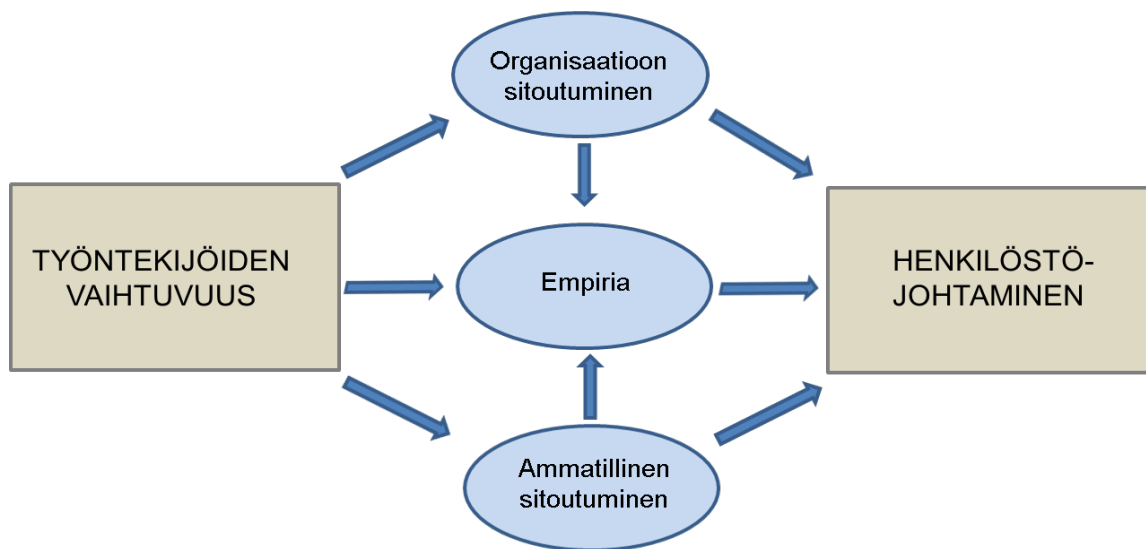 Organisaatioon
sitoutuminen
TYÖNTEKIJÖIDEN
VAIHTUVUUS
Empiria
HENKILÖSTÖ-
JOHTAMINEN
Ammatillinen
sitoutuminen